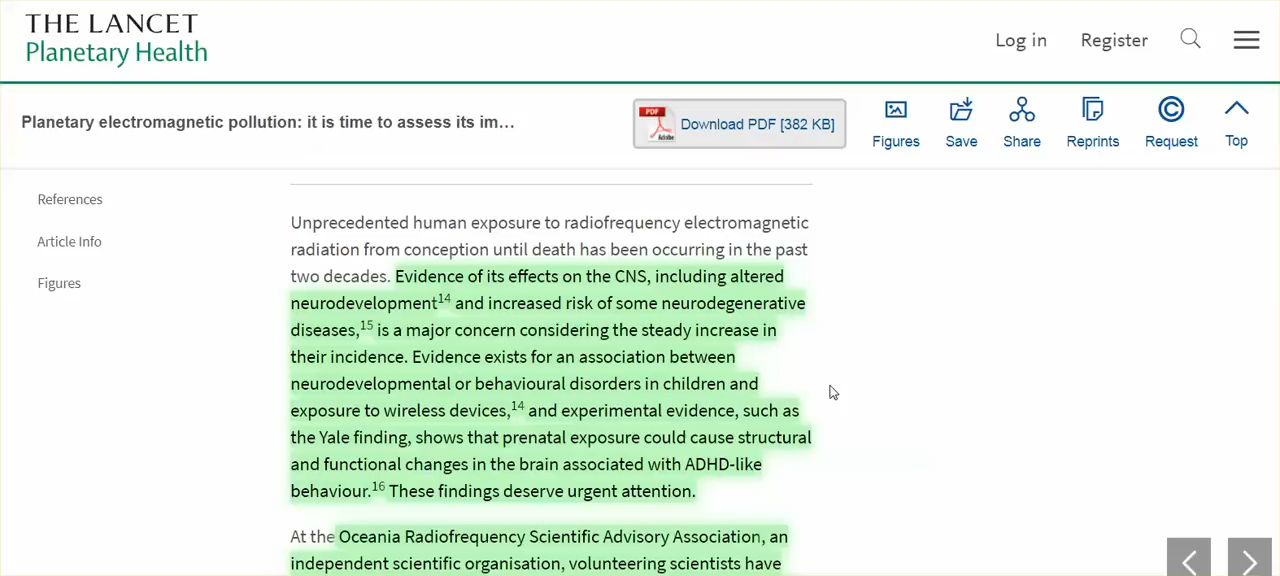 THE LANCET
Planetary Health
Log in
Register
Planetary electromagnetic pollution: it is time to assess its im...
PDF
Adobe
Download PDF [382 KB]
Figures
Save
Share
Reprints
Request
Top
References
Article Info
Figures
Unprecedented human exposure to radiofrequency electromagnetic
radiation from conception until death has been occurring in the past
two decades. Evidence of its effects on the CNS, including altered
neurodevelopment14 and increased risk of some neurodegenerative
diseases,15 is a major concern considering the steady increase in
their incidence. Evidence exists for an association between
neurodevelopmental or behavioural disorders in children and
exposure to wireless devices,14 and experimental evidence, such as
the Yale finding, shows that prenatal exposure could cause structural
and functional changes in the brain associated with ADHD-like
behaviour.16 These findings deserve urgent attention.
At the Oceania Radiofrequency Scientific Advisory Association, an
independent scientific organisation, volunteering scientists have